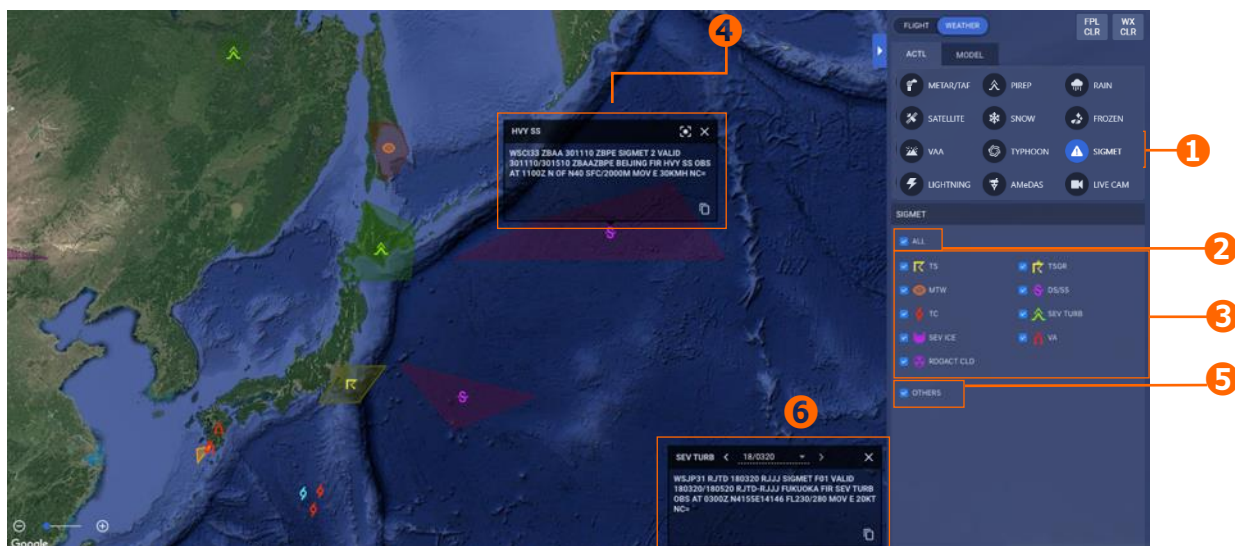 4
FLIGHT WEATHER
FPL CLR
WX CLR
ACTL MODEL
METAR/TAF PIREP RAIN
SATELLITE SNOW FROZEN
VAA TYPHOON SIGMET
1
LIGHTNING AMeDAS LIVE CAM
HVY SS
WSCI33 ZBAA 301110 ZBPE SIGMET 2 VALID
301110/301510 ZBAAZBPE BEIJING FIR HVY SS OBS
AT 1100Z N OF N40 SFC/2000M MOV E 30KMH NC=
SIGMET
ALL
2
TS TSGR
MTW DS/SS
TC SEV TURB
3
SEV ICE VA
RDOACT CLD
OTHERS
5
6
SEV TURB < 18/0320 >
WSJP31 RJTD 180320 RJJJ SIGMET F01 VALID
180320/180520 RJTD-RJJJ FUKUOKA FIR SEV TURB
OBS AT 0300Z N4155E14146 FL230/280 MOV E 20KT
NC=
Google